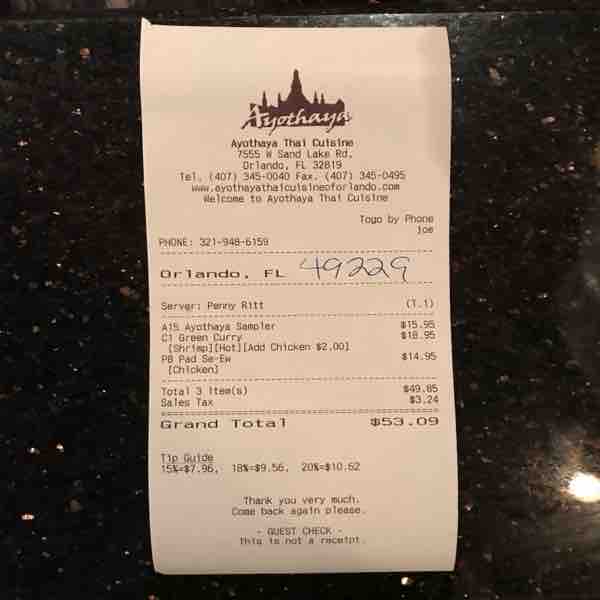 Ayothaya
Ayothaya Thai Cuisine
7555 W Sand Lake Rd,
Orlando, FL 32819
Tel. (407) 345-0040 Fax. (407) 345-0495
www.ayothayathaicuisineoforlando.com
Welcome to Ayothaya Thai Cuisine
Togo by Phone
joe
PHONE: 321-948-6159
Orlando, FL 49229
Server: Penny Ritt (1.1)
A15 Ayothaya Sampler $15.95
C1 Green Curry $18.95
[Shrimp][Hot][Add Chicken $2.00]
P8 Pad Se-Ew $14.95
[Chicken]
Total 3 item(s) $49.85
Sales Tax $3.24
Grand Total $53.09
Tip Guide
15%=$7.96, 18%=$9.56, 20%=$10.62
Thank you very much.
Come back again please.
- GUEST CHECK -
This is not a receipt.